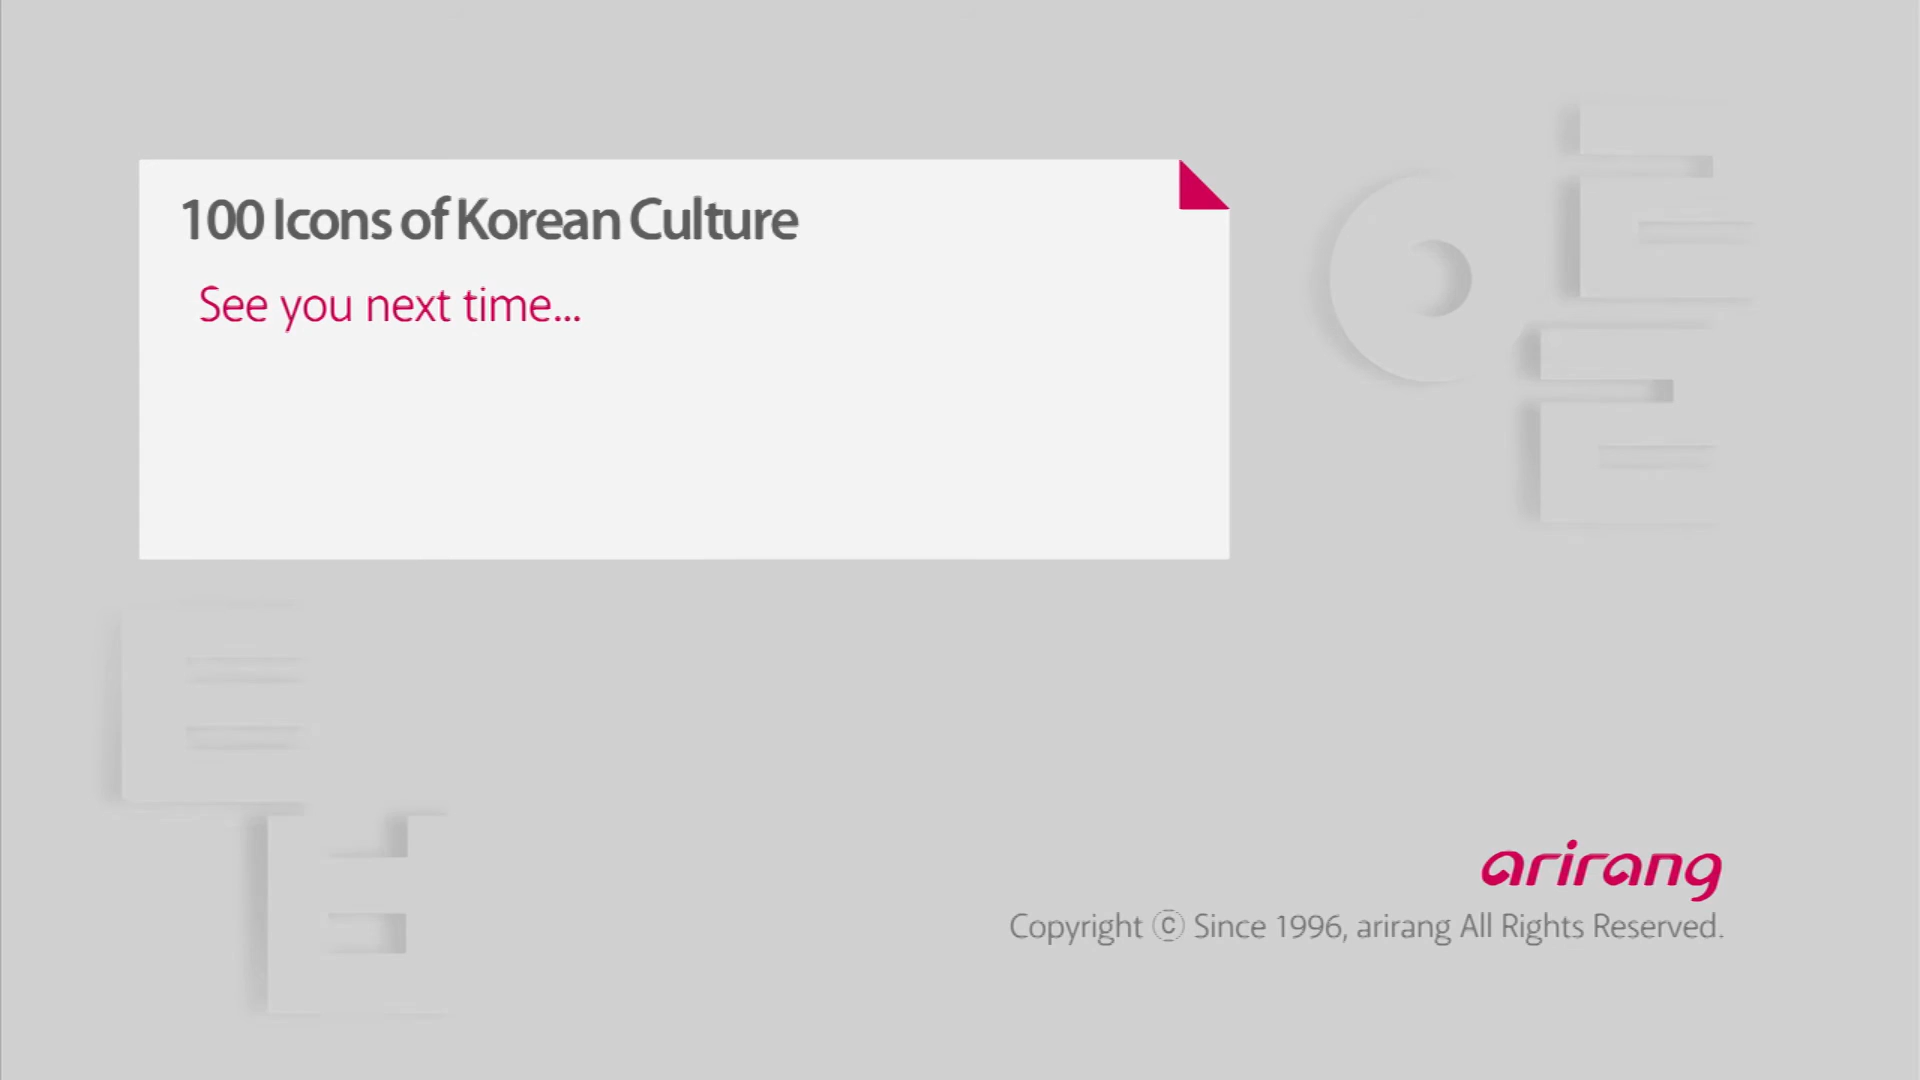 100 Icons of Korean Culture
See you next time...
arirang
Copyright ⓒ Since 1996, arirang All Rights Reserved.